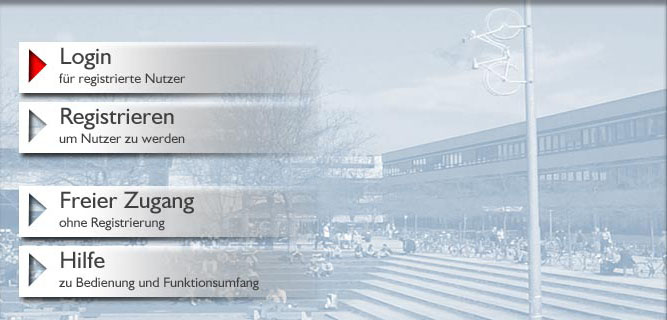 Login
für registrierte Nutzer
Registrieren
um Nutzer zu werden
Freier Zugang
ohne Registrierung
Hilfe
zu Bedienung und Funktionsumfang